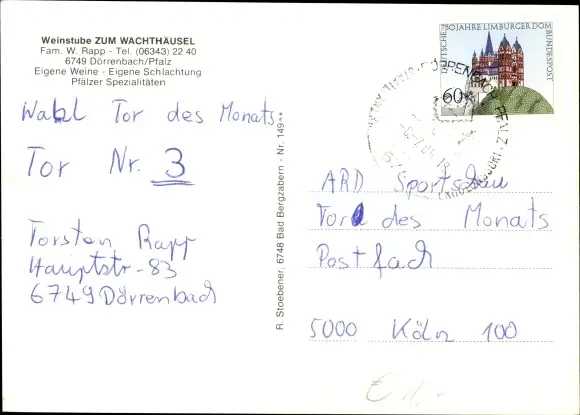 Weinstube ZUM WACHTHÄUSEL
Fam. W. Rapp - Tel. (06343) 22 40
6749 Dörrenbach/Pfalz
Eigene Weine - Eigene Schlachtung
Pfälzer Spezialitäten
Wahl Tor des Monats
Tor Nr. 3
Torsten Rapp
Hauptstr. 83
6749 Dörrenbach
R. Stoebener, 6748 Bad Bergzabern - Nr. 149**
750 JAHRE LIMBURGER DOM
DEUTSCHE BUNDESPOST
60
DÖRRENBACH, PFALZ
ARD Sportschau
Tor des Monats
Postfach
5000 Köln 100